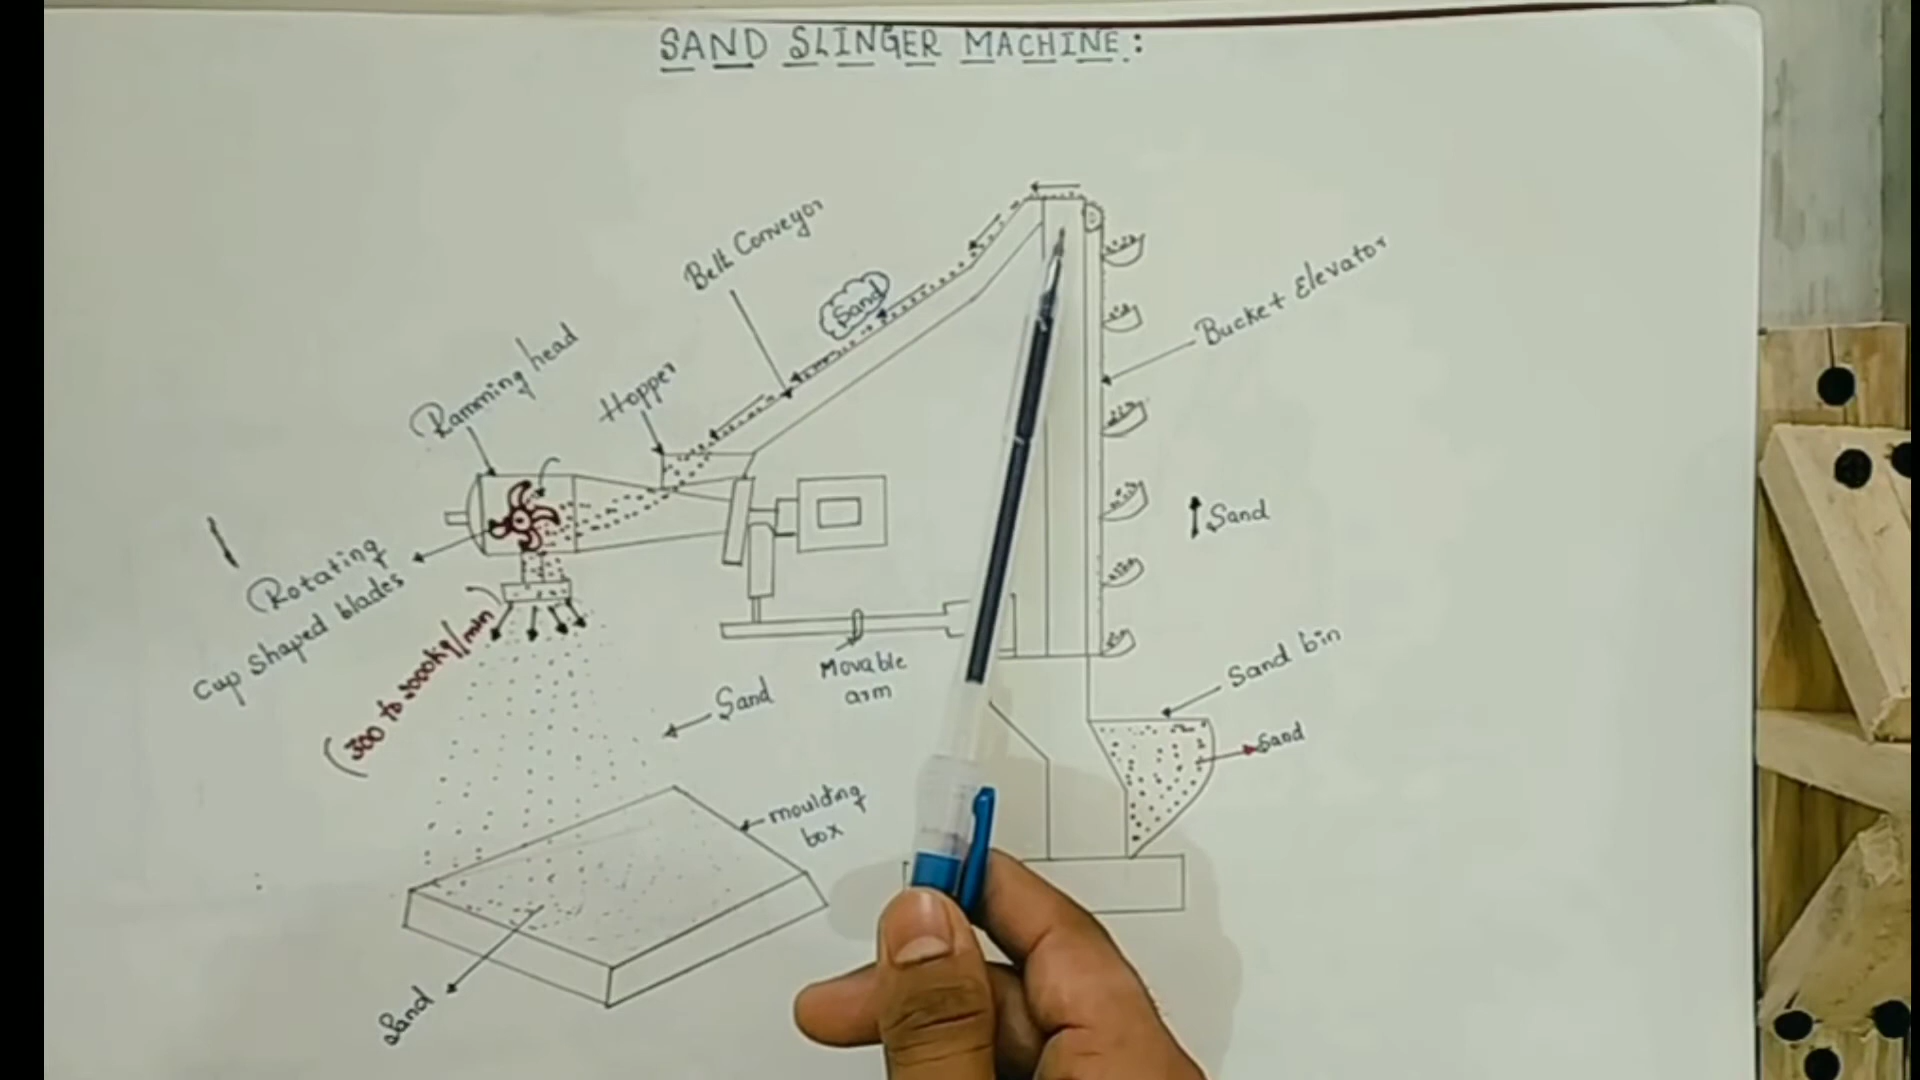 SAND SLINGER MACHINE:
Belt Conveyor
Sand
Bucket Elevator
Ramming head
Hopper
Sand
Rotating
Cup shaped blades
(300 to 2000kg/min
Movable
arm
Sand
Sand bin
Sand
moulding
box
Sand